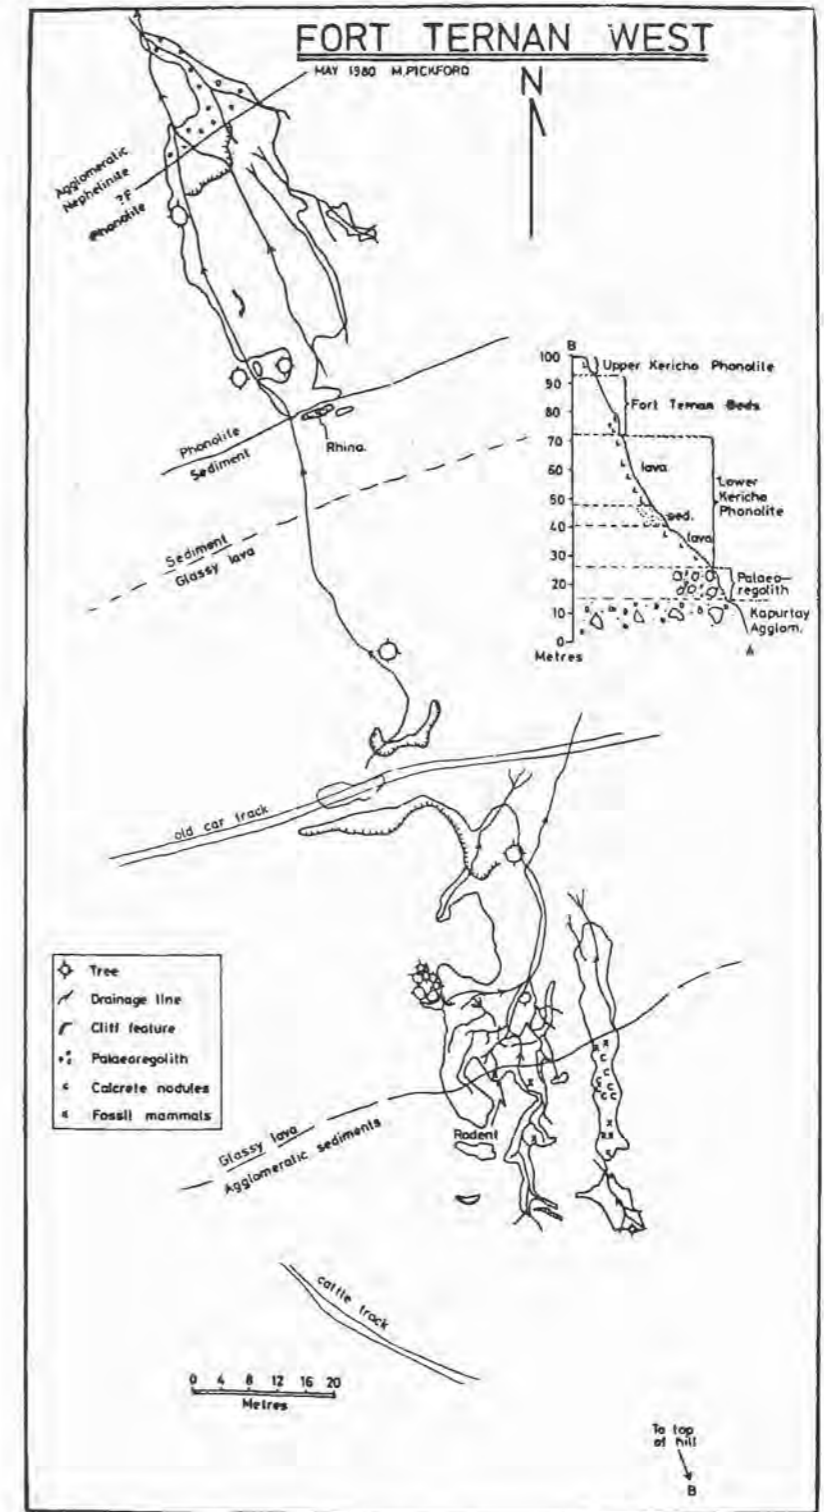 FORT TERNAN WEST
MAY 1980 M.PICKFORD
N
Agglomeratic
Nephelinite
?F
Phonolite
B
100
90
80
70
60
50
40
30
20
10
0
Metres
Upper Kericho Phonolite
Fort Ternan Beds
lava
sed.
lava
Lower
Kericho
Phonolite
Palaeo-
regolith
Kapurtay
Agglom.
A
Phonolite
Sediment
Rhino.
Sediment
Glassy lava
old car track
Tree
Drainage line
Cliff feature
Palaeoregolith
c Calcrete nodules
x Fossil mammals
Glassy lava
Agglomeratic sediments
Rodent
cattle track
0 4 8 12 16 20
Metres
To top
of hill
B